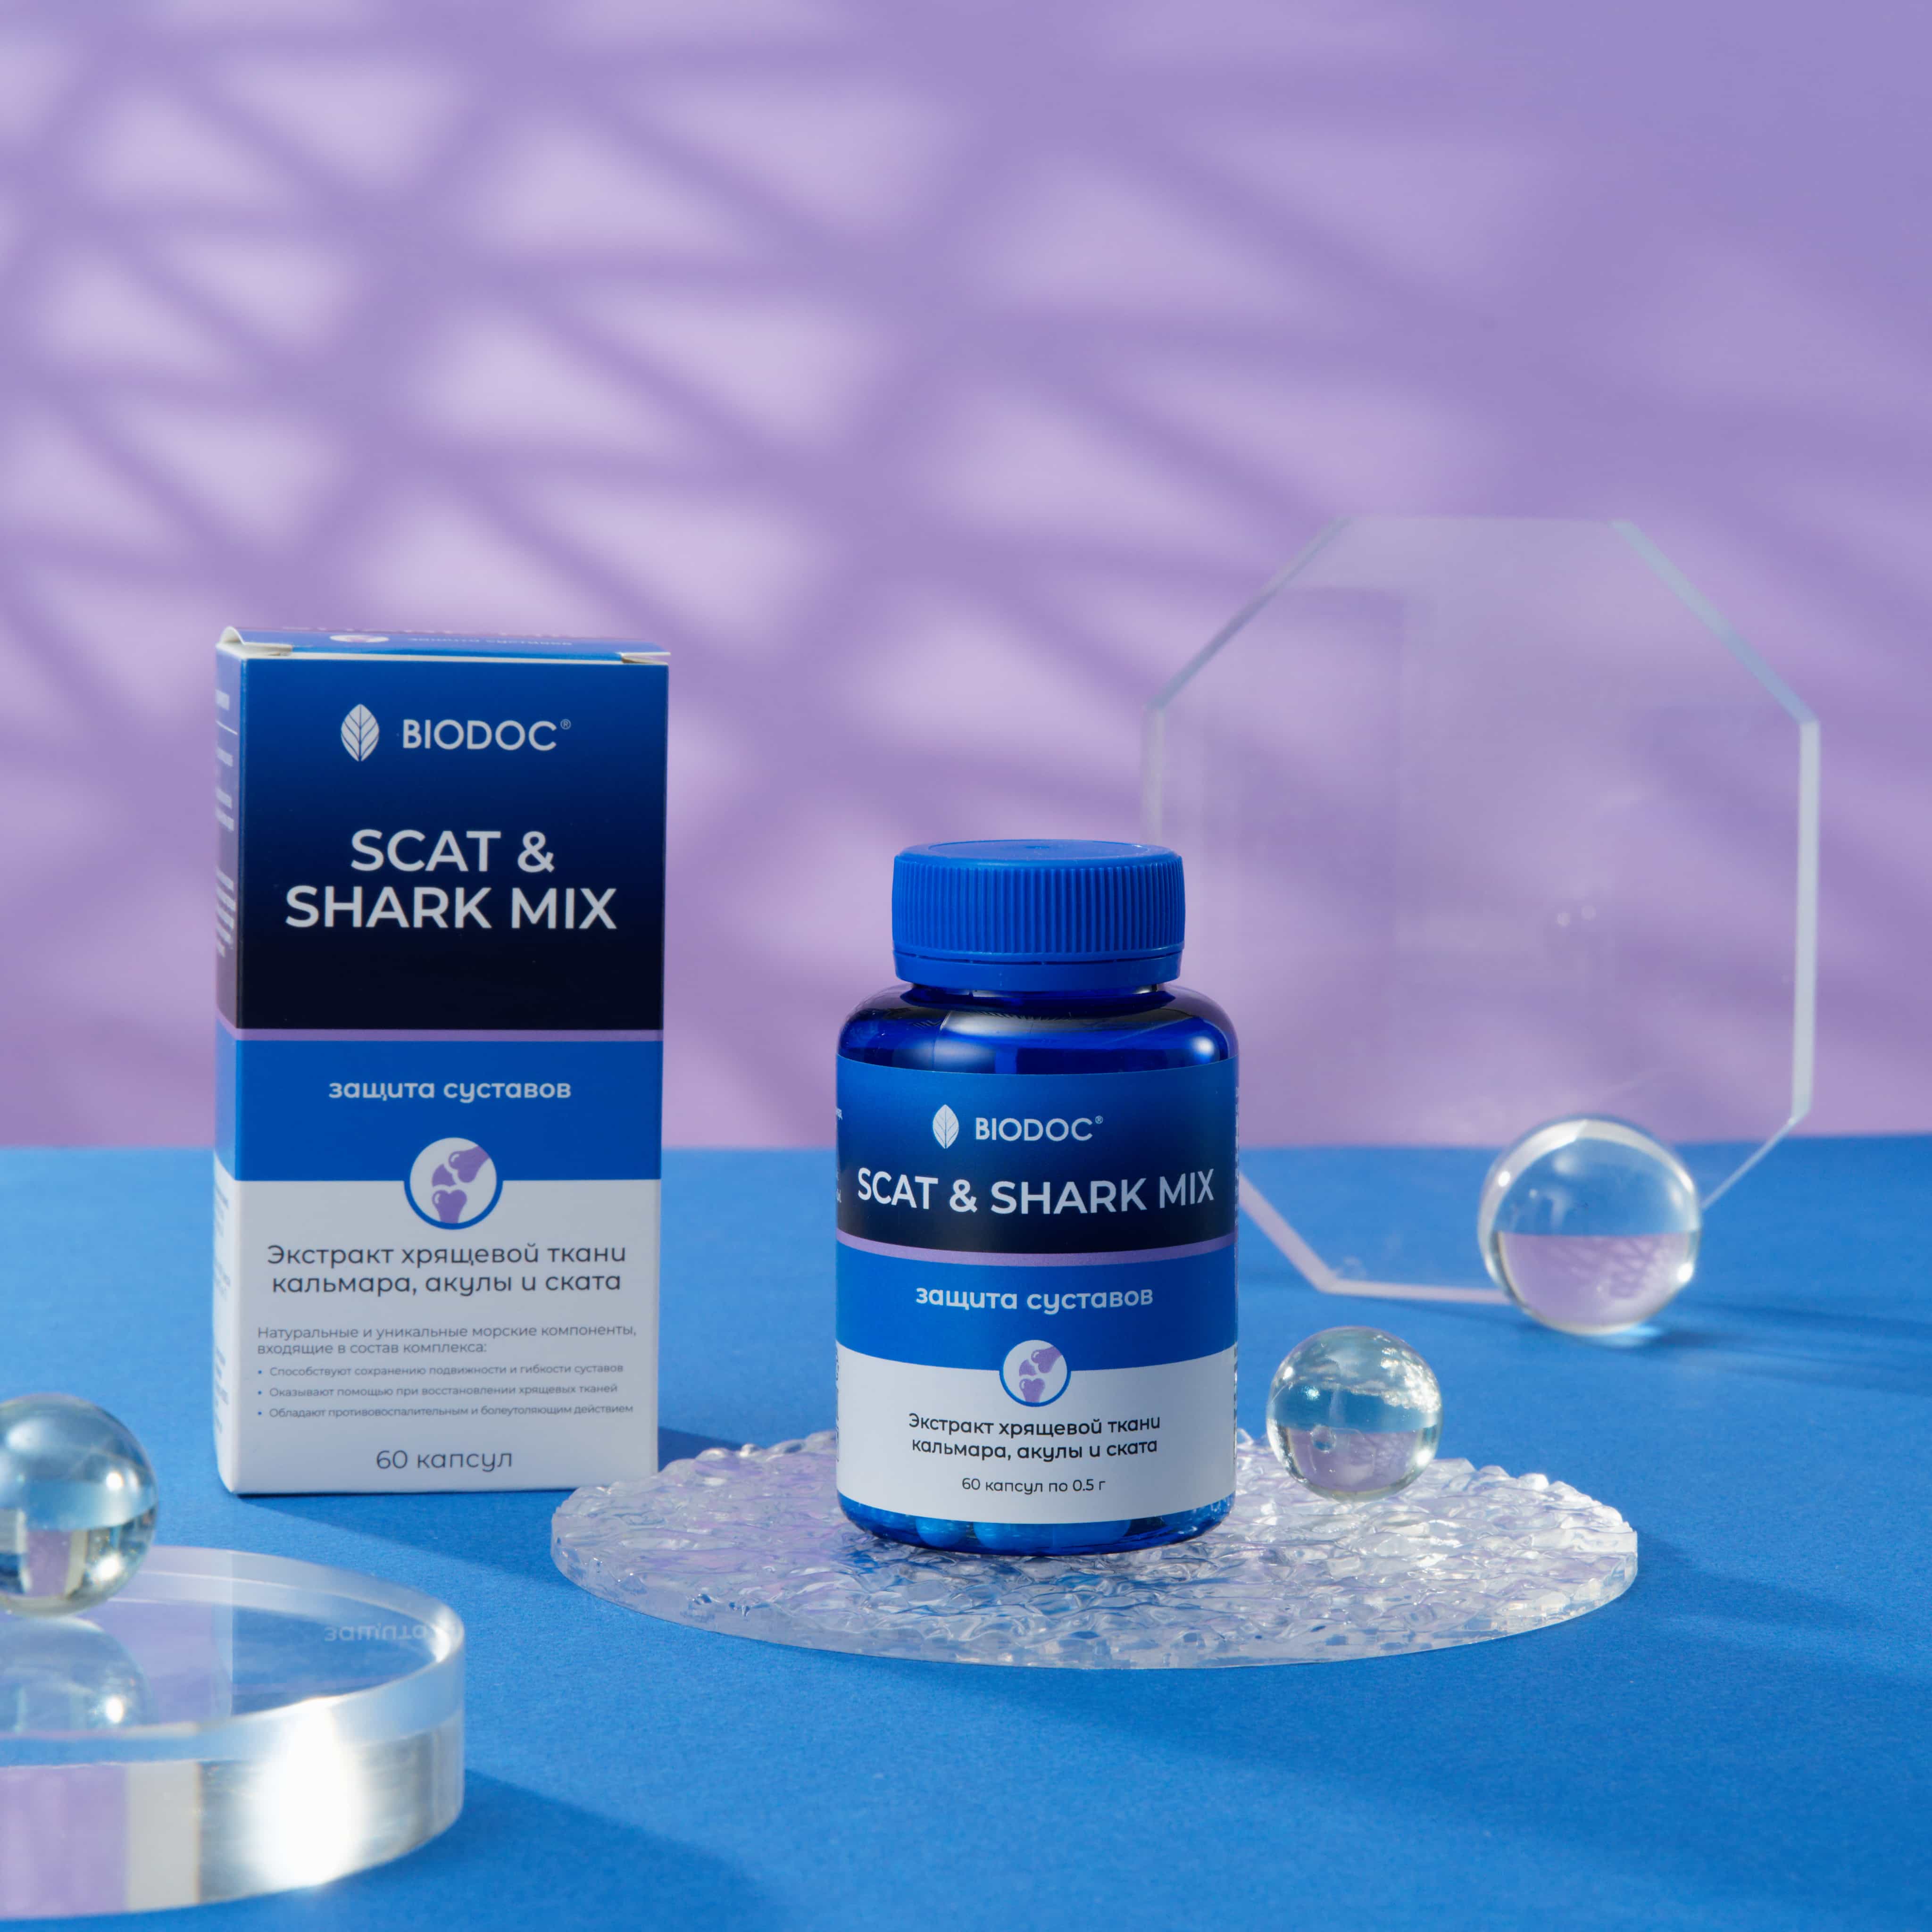 BIODOC®
SCAT &
SHARK MIX
защита суставов
Экстракт хрящевой ткани
кальмара, акулы и ската
Натуральные и уникальные морские компоненты,
входящие в состав комплекса:
• Способствуют сохранению подвижности и гибкости суставов
• Оказывают помощью при восстановлении хрящевых тканей
• Обладают противовоспалительным и болеутоляющим действием
60 капсул
BIODOC®
SCAT & SHARK MIX
защита суставов
Экстракт хрящевой ткани
кальмара, акулы и ската
60 капсул по 0.5 г